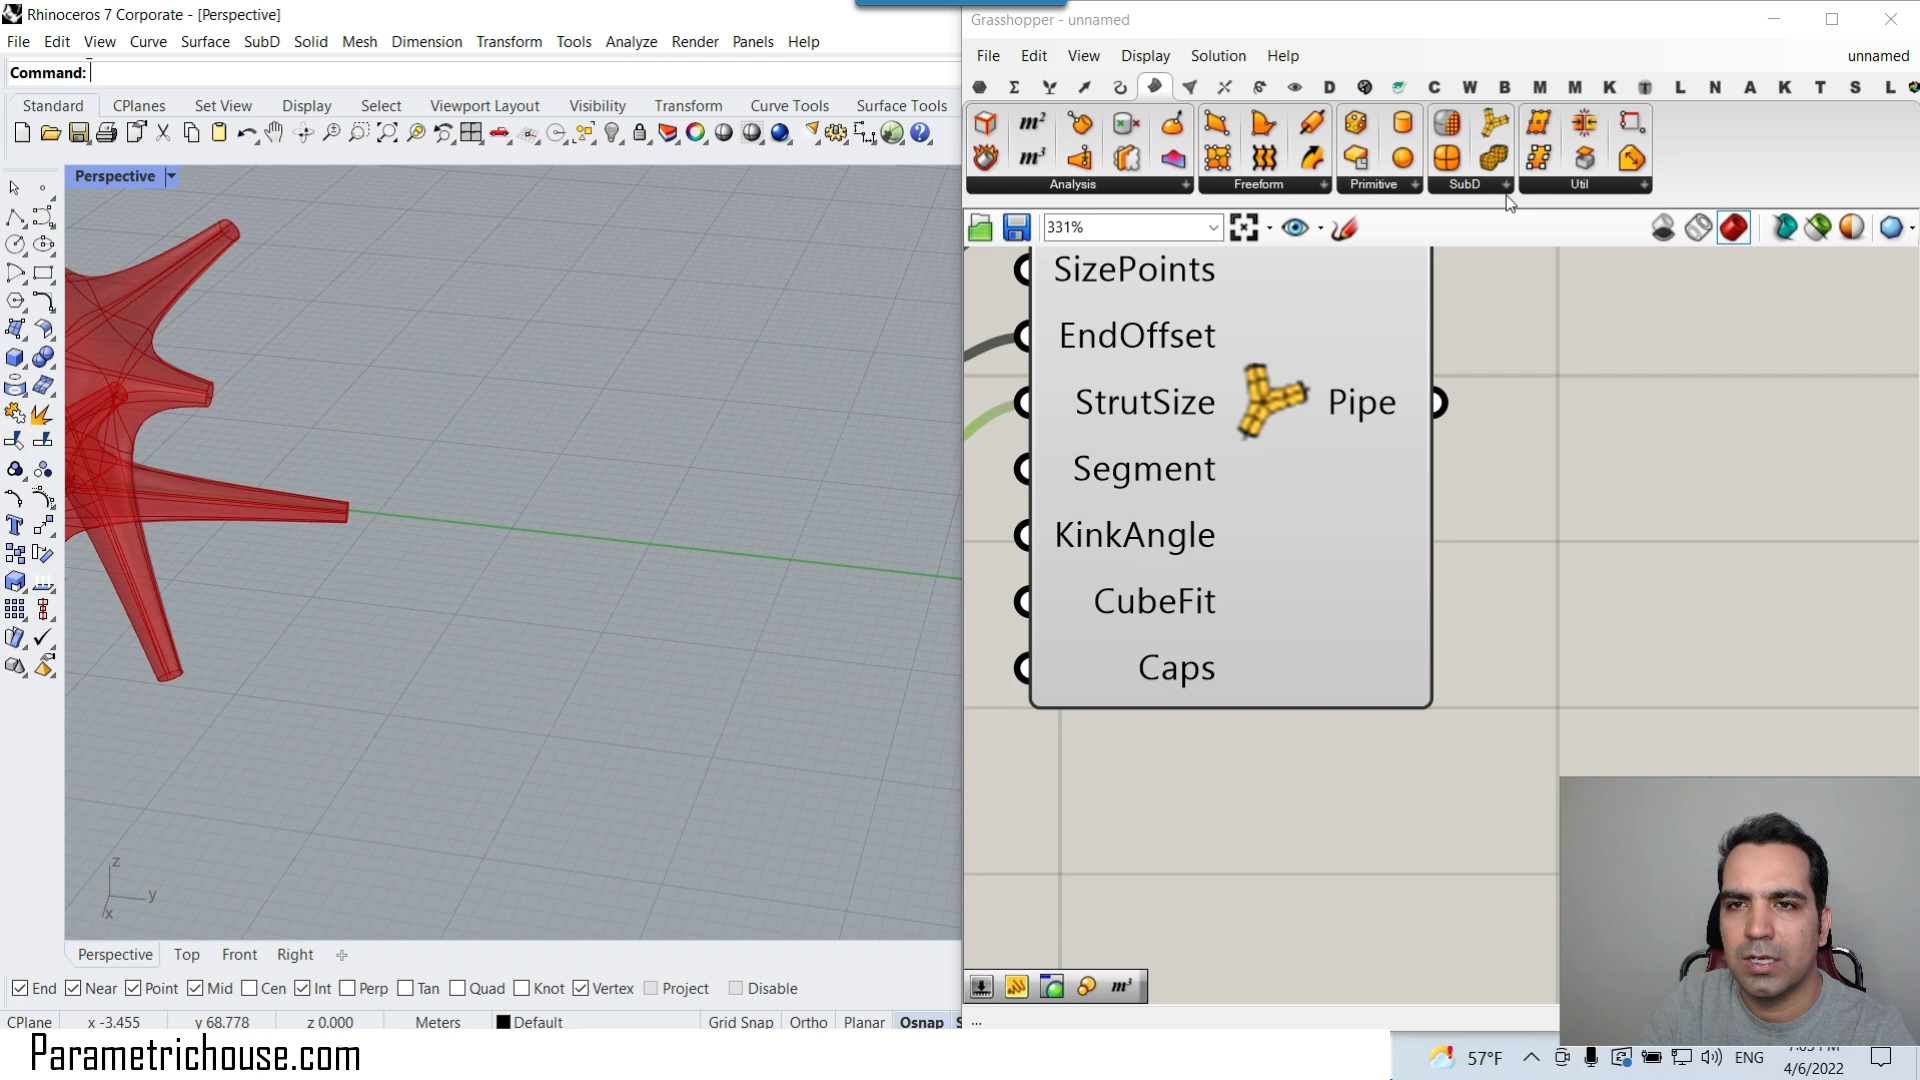 Rhinoceros 7 Corporate - [Perspective]
File Edit View Curve Surface SubD Solid Mesh Dimension Transform Tools Analyze Render Panels Help
Command:
Standard CPlanes Set View Display Select Viewport Layout Visibility Transform Curve Tools Surface Tools
Perspective
z
y
x
Perspective Top Front Right
End Near Point Mid Cen Int Perp Tan Quad Knot Vertex Project Disable
CPlane x -3.455 y 68.778 z 0.000 Meters Default Grid Snap Ortho Planar Osnap S
Parametrichouse.com
Grasshopper - unnamed
File Edit View Display Solution Help unnamed
D C W B M M K L N A K T S L
m²
m³
Analysis Freeform Primitive SubD Util
331%
SizePoints
EndOffset
StrutSize Pipe
Segment
KinkAngle
CubeFit
Caps
m³
...
57°F ENG
4/6/2022